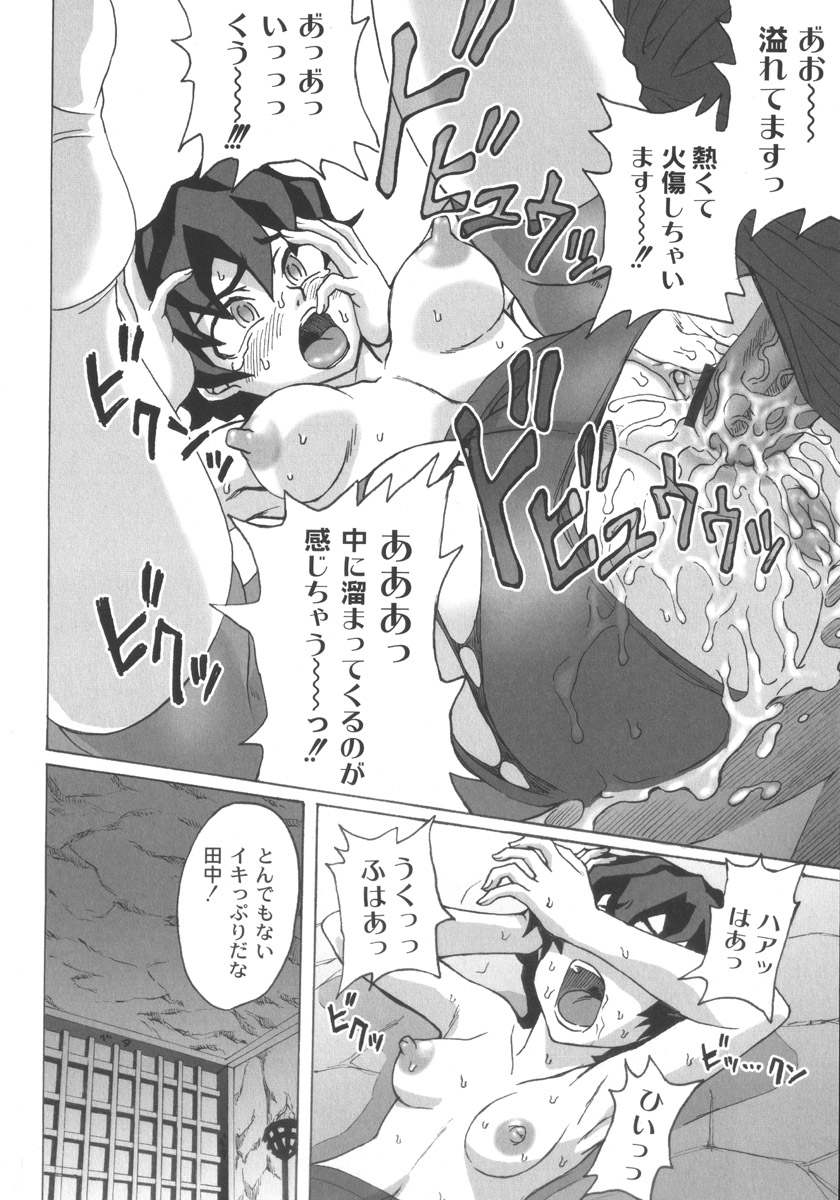 あ゛お〜〜
溢れてますっ
熱くて
火傷しちゃい
ます〜〜!!
ドビュウッ
あ゛っあ゛っ
いっっっ
くう〜〜〜!!!
ビクンッ
ドビュウウッ
あああっ
中に溜まってくるのが
感じちゃう〜〜っ!!
ビクッ
ハアッ
はあっ
うくっっ
ふはあっ
ビクッ
ビッ…クン
ひいっっ
とんでもない
イキっぷりだな
田中!